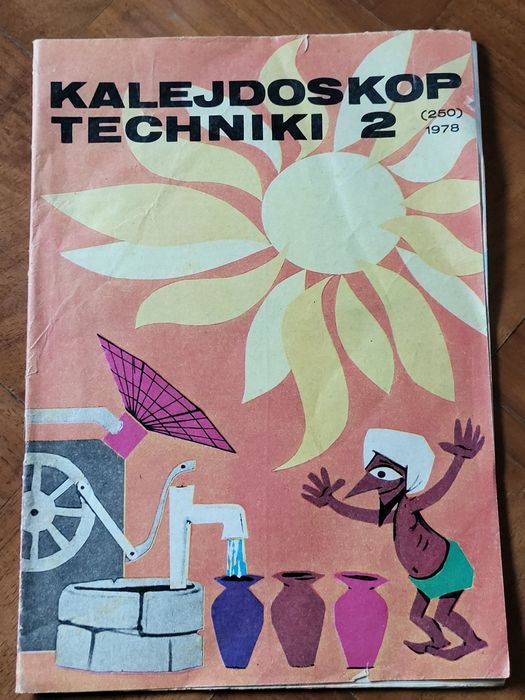 KALEJDOSKOP
TECHNIKI 2 (250)
1978